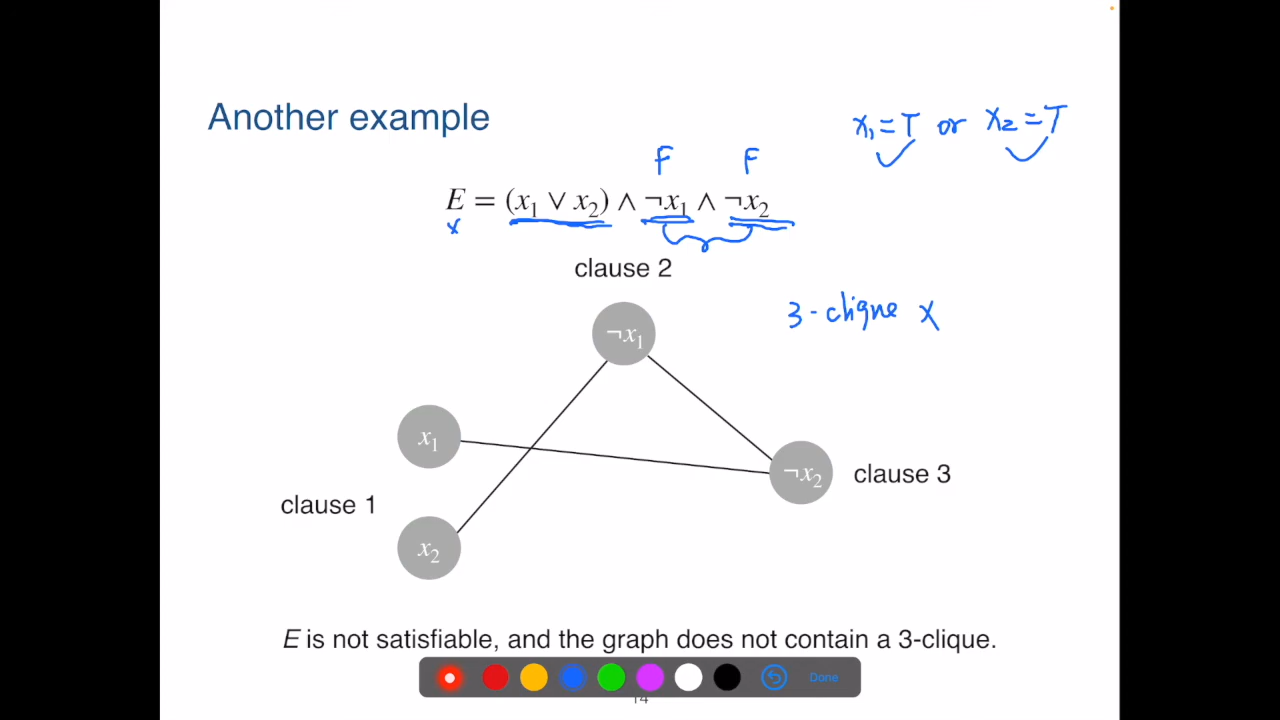 Another example
x₁ = T or x₂ = T
F F
E = (x₁ ∨ x₂) ∧ ¬x₁ ∧ ¬x₂
x
clause 2
3-clique X
¬x₁
x₁
¬x₂
clause 3
clause 1
x₂
E is not satisfiable, and the graph does not contain a 3-clique.
Done
14